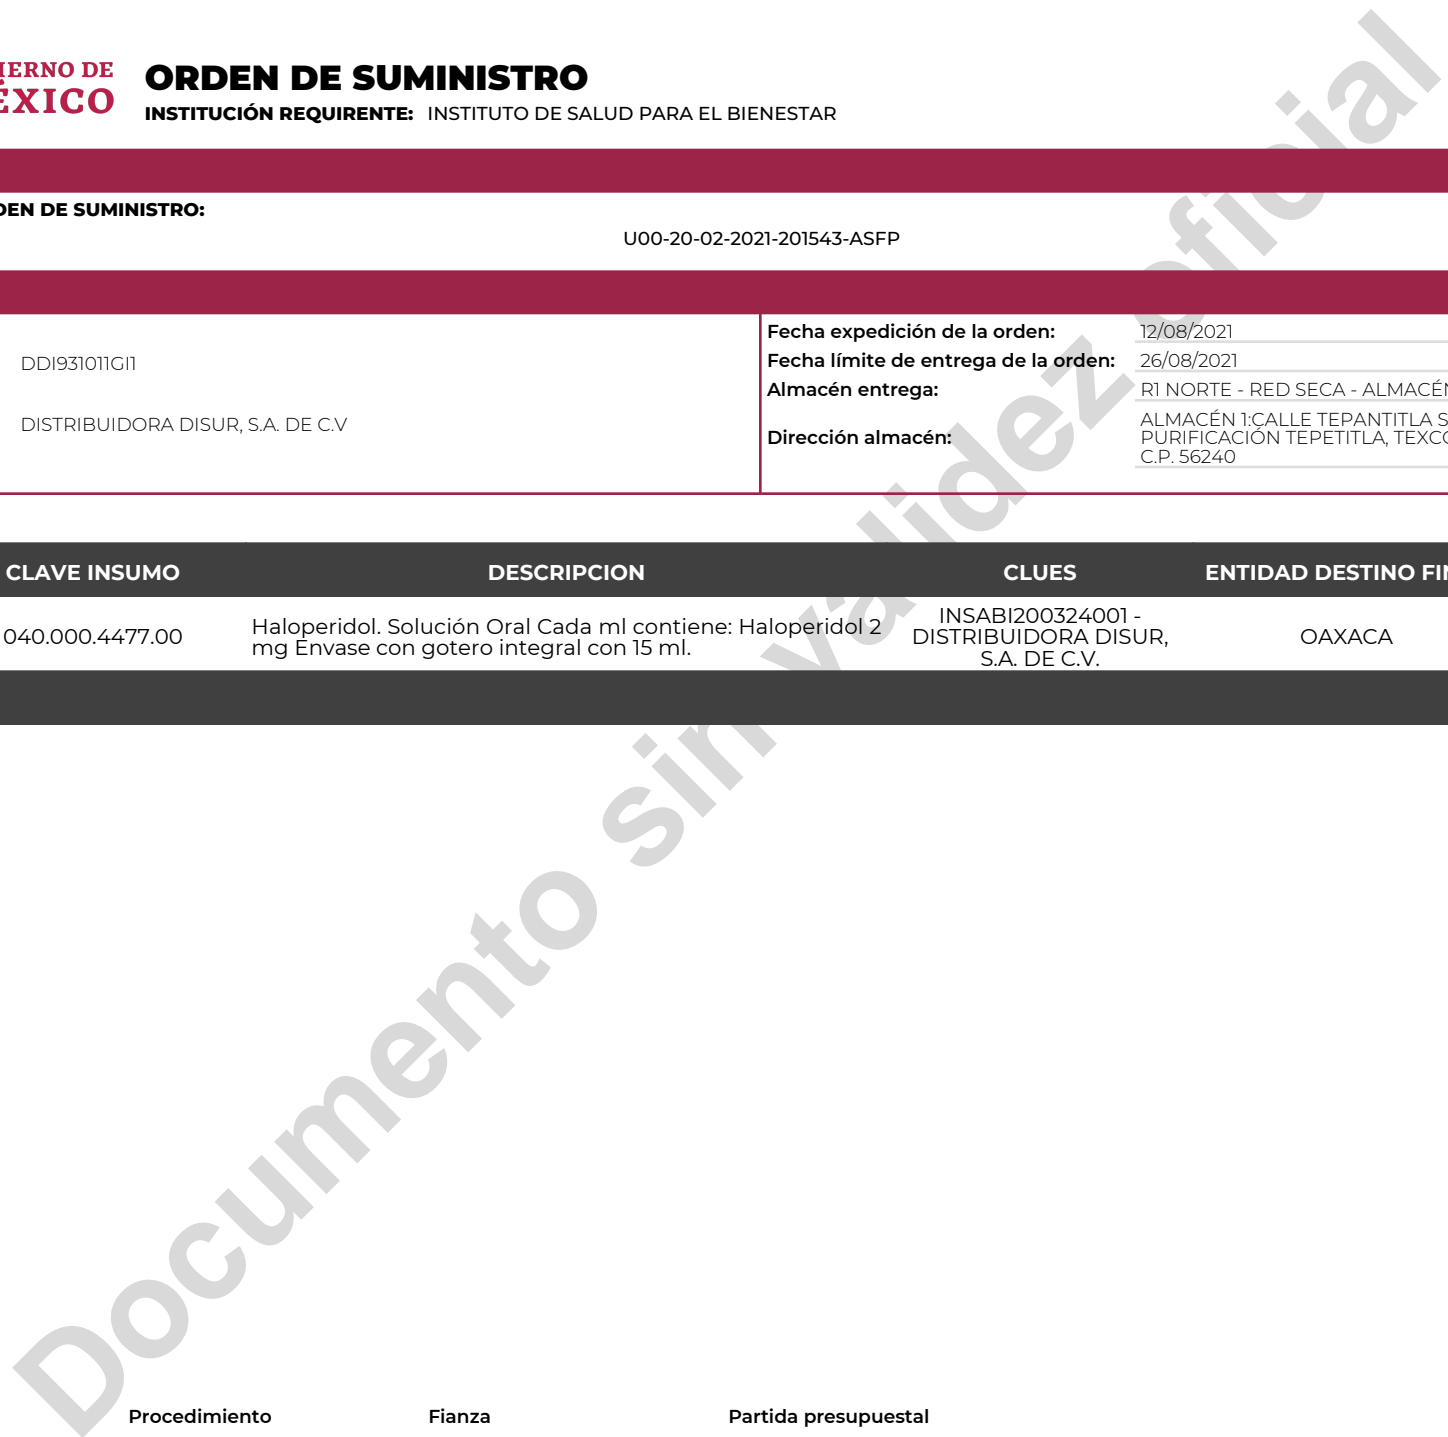 IERNO DE
ÉXICO
ORDEN DE SUMINISTRO
INSTITUCIÓN REQUIRENTE: INSTITUTO DE SALUD PARA EL BIENESTAR
DEN DE SUMINISTRO:
U00-20-02-2021-201543-ASFP
DDI931011GI1
DISTRIBUIDORA DISUR, S.A. DE C.V
Fecha expedición de la orden: 12/08/2021
Fecha límite de entrega de la orden: 26/08/2021
Almacén entrega: R1 NORTE - RED SECA - ALMACÉN
Dirección almacén:
ALMACÉN 1:CALLE TEPANTITLA S
PURIFICACIÓN TEPETITLA, TEXCO
C.P. 56240
CLAVE INSUMO DESCRIPCION CLUES ENTIDAD DESTINO FIN
040.000.4477.00
Haloperidol. Solución Oral Cada ml contiene: Haloperidol 2
mg Envase con gotero integral con 15 ml.
INSABI200324001 -
DISTRIBUIDORA DISUR,
S.A. DE C.V.
OAXACA
Documento sin validez oficial
Procedimiento Fianza Partida presupuestal